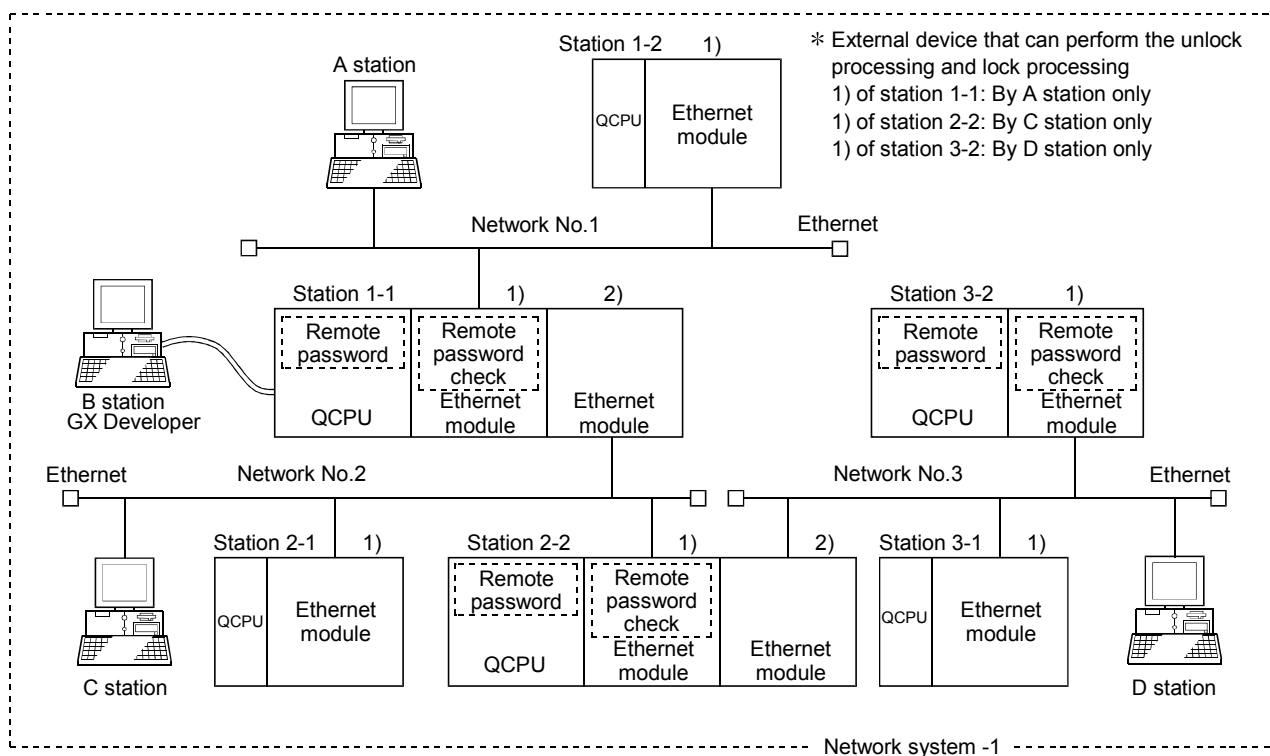 Station 1-2 1)
QCPU
Ethernet
module
A station
* External device that can perform the unlock
processing and lock processing
1) of station 1-1: By A station only
1) of station 2-2: By C station only
1) of station 3-2: By D station only
Network No.1
Ethernet
B station
GX Developer
Station 1-1 1) 2)
Remote
password
QCPU
Remote
password
check
Ethernet
module
Ethernet
module
Station 3-2 1)
Remote
password
QCPU
Remote
password
check
Ethernet
module
Ethernet
Network No.2
Network No.3
Ethernet
C station
Station 2-1 1)
QCPU
Ethernet
module
Station 2-2 1) 2)
Remote
password
QCPU
Remote
password
check
Ethernet
module
Ethernet
module
Station 3-1 1)
QCPU
Ethernet
module
D station
Network system -1